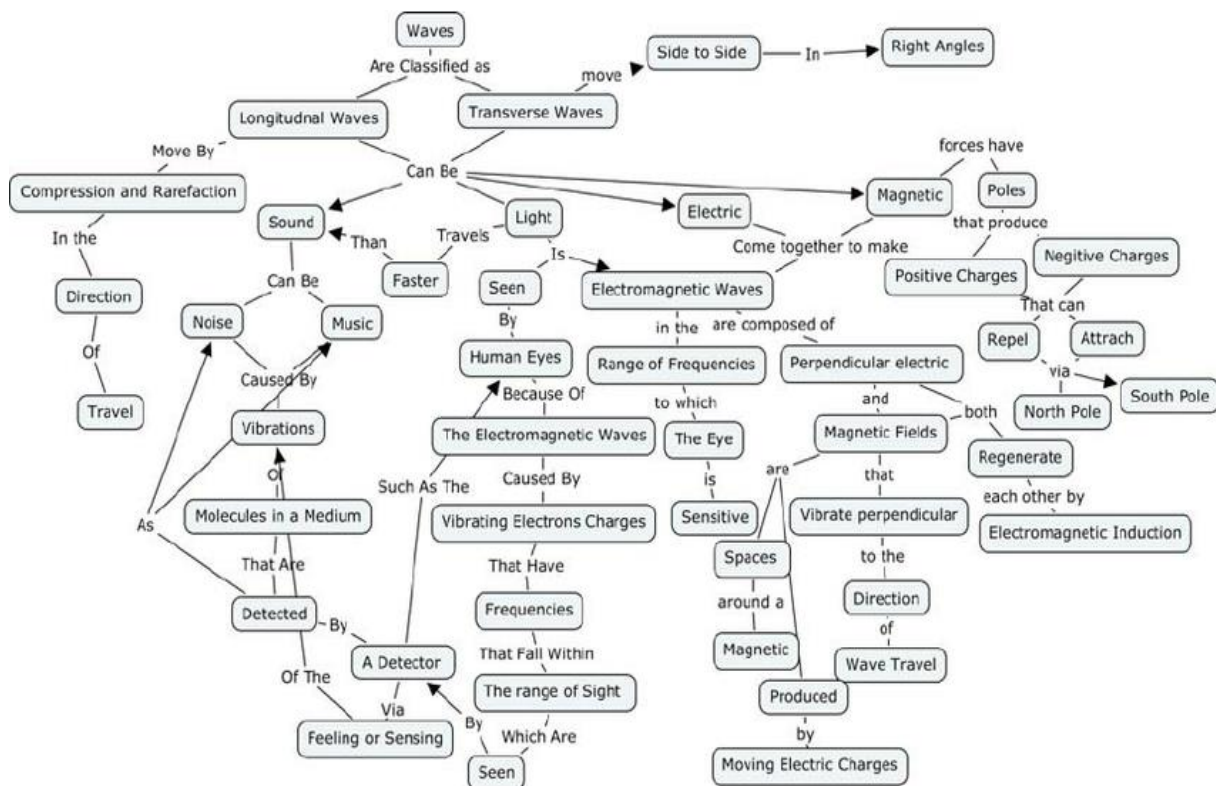 Waves
Are Classified as
Side to Side
In
Right Angles
move
Longitudnal Waves
Transverse Waves
Move By
Can Be
forces have
Compression and Rarefaction
Magnetic
Poles
Sound
Light
Electric
that produce
In the
Than
Travels
Is
Come together to make
Negitive Charges
Faster
Positive Charges
Can Be
Seen
Electromagnetic Waves
Direction
That can
Noise
Music
By
in the
are composed of
Repel
Attrach
Of
Human Eyes
Range of Frequencies
Perpendicular electric
via
Caused By
Because Of
to which
and
both
North Pole
South Pole
Travel
Vibrations
The Electromagnetic Waves
The Eye
Magnetic Fields
Regenerate
Of
Such As The
Caused By
is
are
that
each other by
As
Molecules in a Medium
Vibrating Electrons Charges
Sensitive
Vibrate perpendicular
Electromagnetic Induction
That Are
That Have
Spaces
to the
Detected
By
Frequencies
around a
Direction
of
A Detector
That Fall Within
Magnetic
Wave Travel
Of The
The range of Sight
Produced
Via
By
Which Are
by
Feeling or Sensing
Seen
Moving Electric Charges